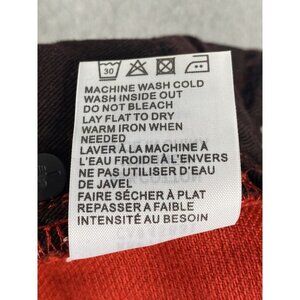 30
MACHINE WASH COLD
WASH INSIDE OUT
DO NOT BLEACH
LAY FLAT TO DRY
WARM IRON WHEN
NEEDED
LAVER À LA MACHINE À
L'EAU FROIDE À L'ENVERS
NE PAS UTILISER D'EAU
DE JAVEL
FAIRE SÉCHER À PLAT
REPASSER A FAIBLE
INTENSITÉ AU BESOIN